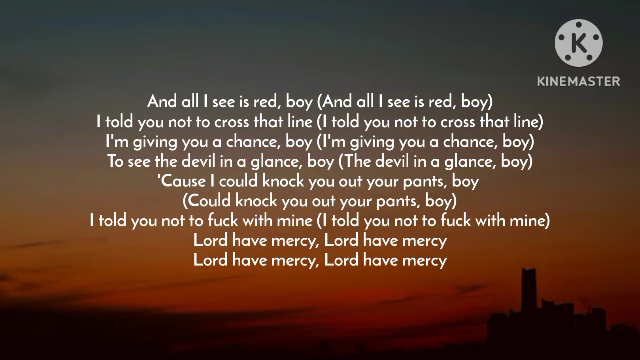 K
KINEMASTER
And all I see is red, boy (And all I see is red, boy)
I told you not to cross that line (I told you not to cross that line)
I'm giving you a chance, boy (I'm giving you a chance, boy)
To see the devil in a glance, boy (The devil in a glance, boy)
'Cause I could knock you out your pants, boy
(Could knock you out your pants, boy)
I told you not to fuck with mine (I told you not to fuck with mine)
Lord have mercy, Lord have mercy
Lord have mercy, Lord have mercy